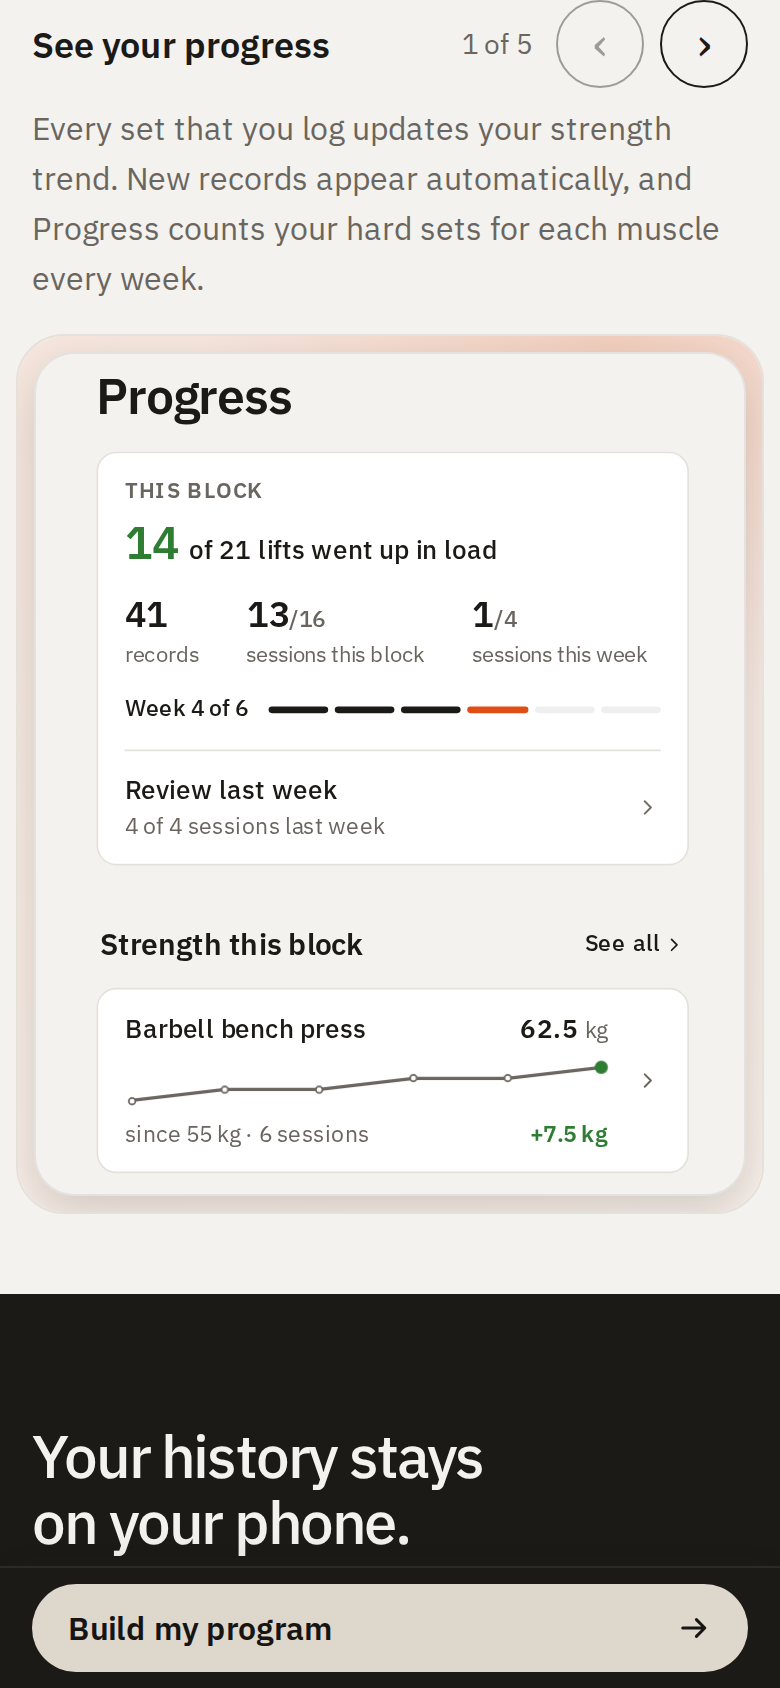 See your progress
1 of 5
Every set that you log updates your strength
trend. New records appear automatically, and
Progress counts your hard sets for each muscle
every week.
Progress
THIS BLOCK
14 of 21 lifts went up in load
41 13/16 1/4
records sessions this block sessions this week
Week 4 of 6
Review last week
4 of 4 sessions last week
Strength this block See all
Barbell bench press 62.5 kg
since 55 kg · 6 sessions +7.5 kg
Your history stays
on your phone.
Build my program